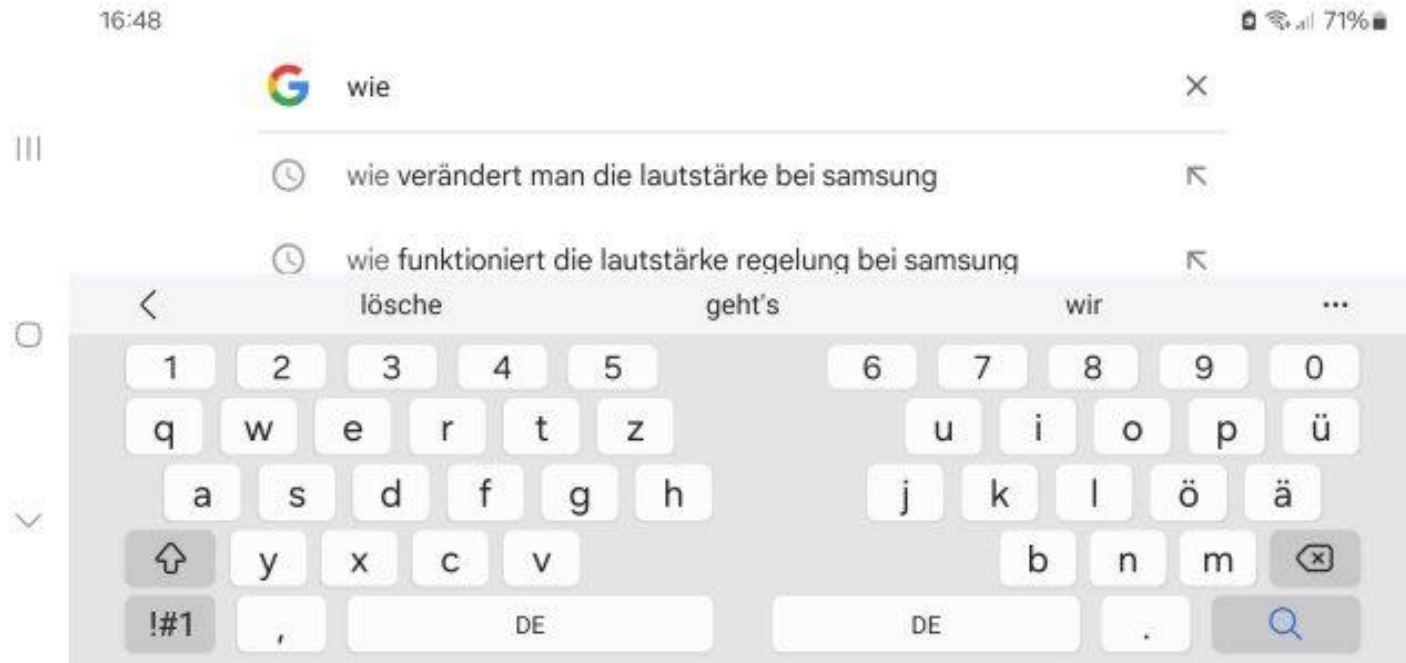 16:48 71%
wie
wie verändert man die lautstärke bei samsung
wie funktioniert die lautstärke regelung bei samsung
lösche geht's wir ...
1 2 3 4 5 6 7 8 9 0
q w e r t z u i o p ü
a s d f g h j k l ö ä
y x c v b n m
!#1 , DE DE .